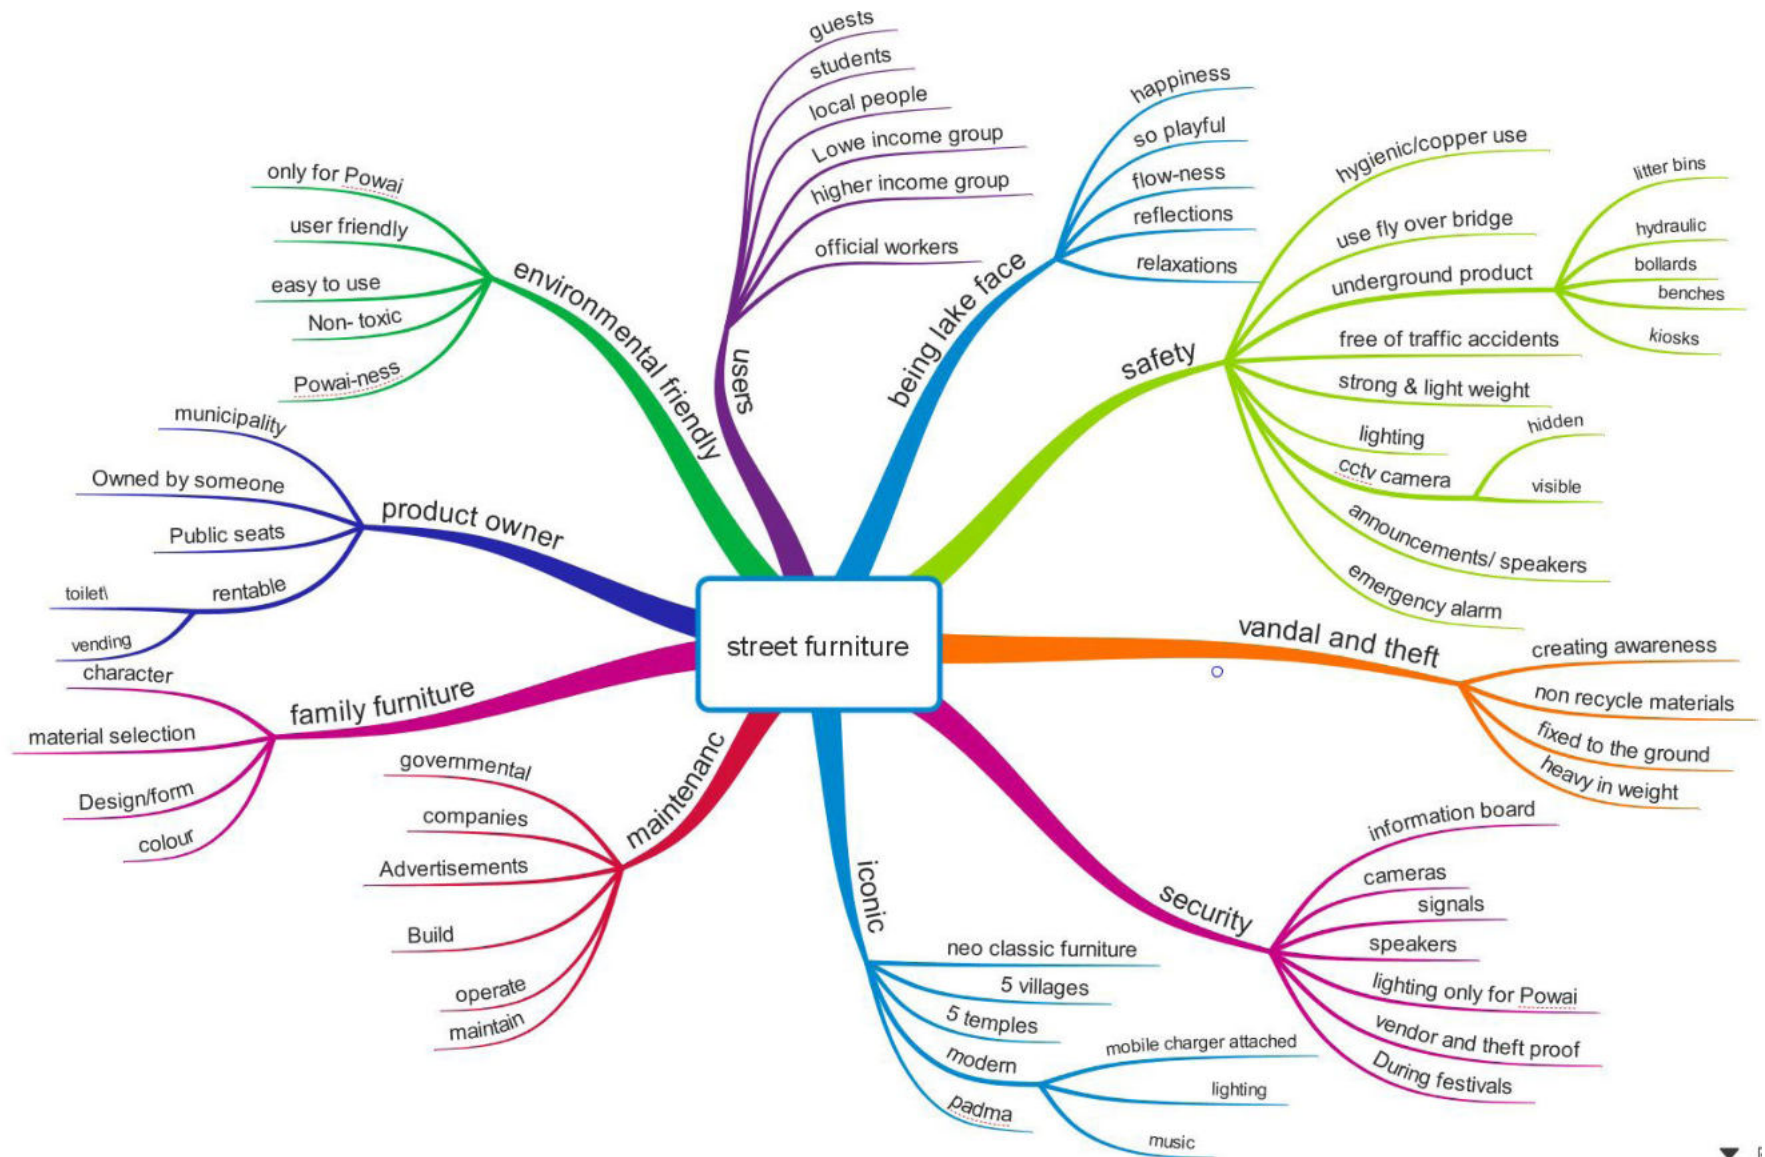 guests
students
local people
Lowe income group
higher income group
official workers
users
happiness
so playful
flow-ness
reflections
relaxations
being lake face
hygienic/copper use
use fly over bridge
underground product
litter bins
hydraulic
bollards
benches
kiosks
free of traffic accidents
strong & light weight
lighting
cctv camera
hidden
visible
announcements/ speakers
emergency alarm
safety
only for Powai
user friendly
easy to use
Non- toxic
Powai-ness
environmental friendly
municipality
Owned by someone
Public seats
rentable
toilet\
vending
product owner
street furniture
vandal and theft
creating awareness
non recycle materials
fixed to the ground
heavy in weight
character
material selection
Design/form
colour
family furniture
governmental
companies
Advertisements
Build
operate
maintain
maintenanc
iconic
neo classic furniture
5 villages
5 temples
modern
mobile charger attached
lighting
music
padma
security
information board
cameras
signals
speakers
lighting only for Powai
vendor and theft proof
During festivals